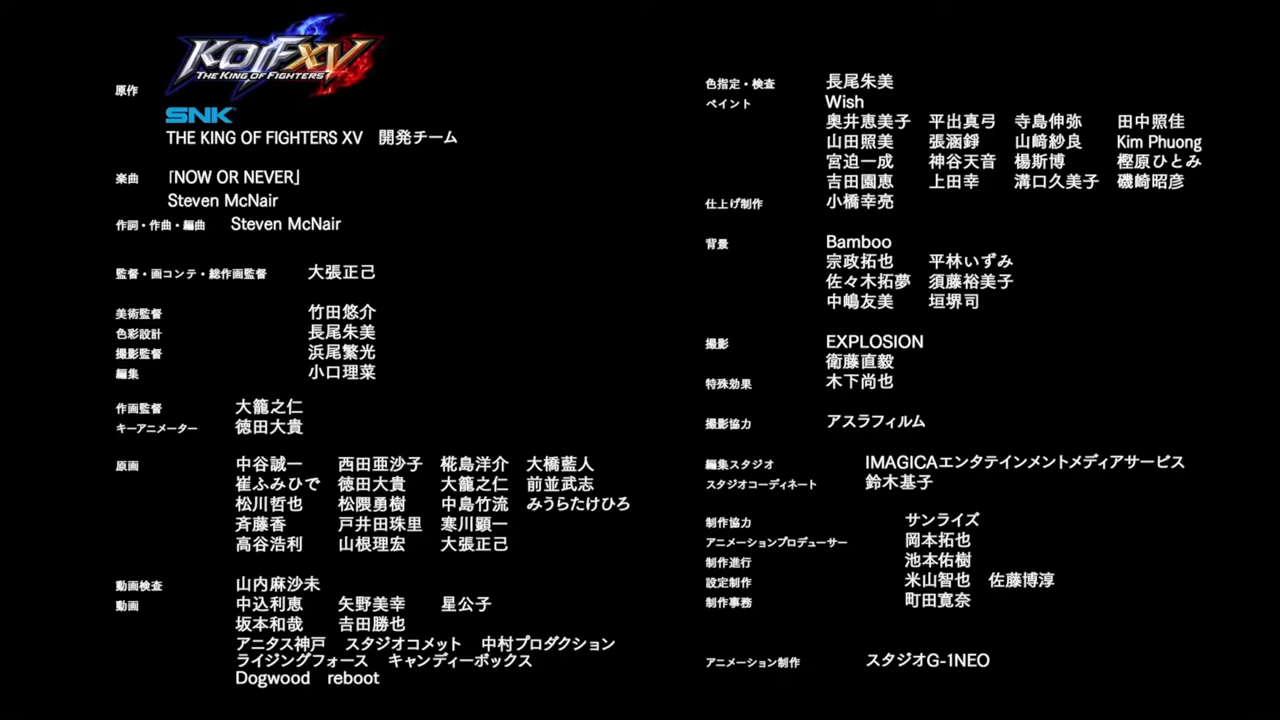 KOFXV
THE KING OF FIGHTERS
原作
SNK
THE KING OF FIGHTERS XV 開発チーム
楽曲 「NOW OR NEVER」
Steven McNair
作詞・作曲・編曲 Steven McNair
監督・画コンテ・総作画監督 大張正己
美術監督 竹田悠介
色彩設計 長尾朱美
撮影監督 浜尾繁光
編集 小口理菜
作画監督 大籠之仁
キーアニメーター 徳田大貴
原画 中谷誠一 西田亜沙子 椛島洋介 大橋藍人
崔ふみひで 徳田大貴 大籠之仁 前並武志
松川哲也 松隈勇樹 中島竹流 みうらたけひろ
斉藤香 戸井田珠里 寒川顕一
高谷浩利 山根理宏 大張正己
動画検査 山内麻沙未
動画 中込利恵 矢野美幸 星公子
坂本和哉 吉田勝也
アニタス神戸 スタジオコメット 中村プロダクション
ライジングフォース キャンディーボックス
Dogwood reboot
色指定・検査 長尾朱美
ペイント Wish
奥井恵美子 平出真弓 寺島伸弥 田中照佳
山田照美 張涵錚 山﨑紗良 Kim Phuong
宮迫一成 神谷天音 楊斯博 樫原ひとみ
吉田園恵 上田幸 溝口久美子 磯崎昭彦
仕上げ制作 小橋幸亮
背景 Bamboo
宗政拓也 平林いずみ
佐々木拓夢 須藤裕美子
中嶋友美 垣堺司
撮影 EXPLOSION
衛藤直毅
特殊効果 木下尚也
撮影協力 アスラフィルム
編集スタジオ IMAGICAエンタテインメントメディアサービス
スタジオコーディネート 鈴木基子
制作協力 サンライズ
アニメーションプロデューサー 岡本拓也
制作進行 池本佑樹
設定制作 米山智也 佐藤博淳
制作事務 町田寛奈
アニメーション制作 スタジオG-1NEO